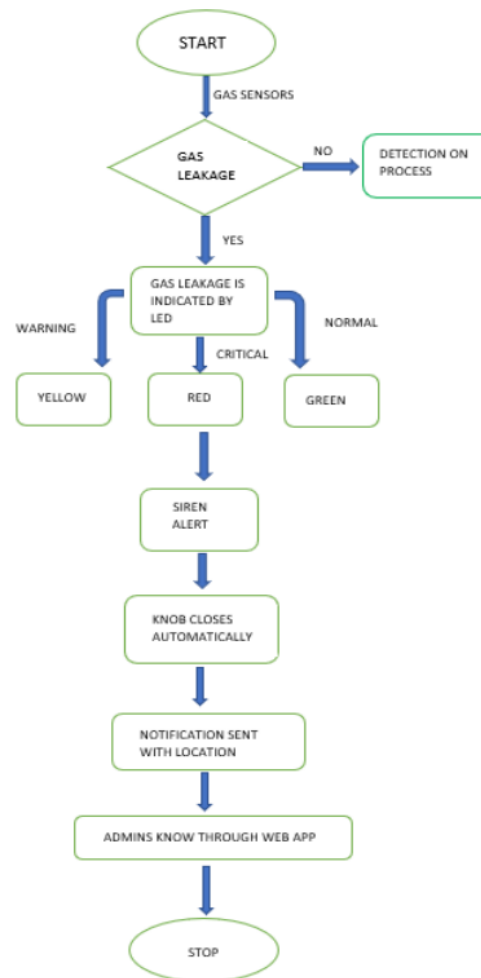 START
GAS SENSORS
GAS
LEAKAGE
NO
DETECTION ON
PROCESS
YES
GAS LEAKAGE IS
INDICATED BY
LED
WARNING
CRITICAL
NORMAL
YELLOW
RED
GREEN
SIREN
ALERT
KNOB CLOSES
AUTOMATICALLY
NOTIFICATION SENT
WITH LOCATION
ADMINS KNOW THROUGH WEB APP
STOP